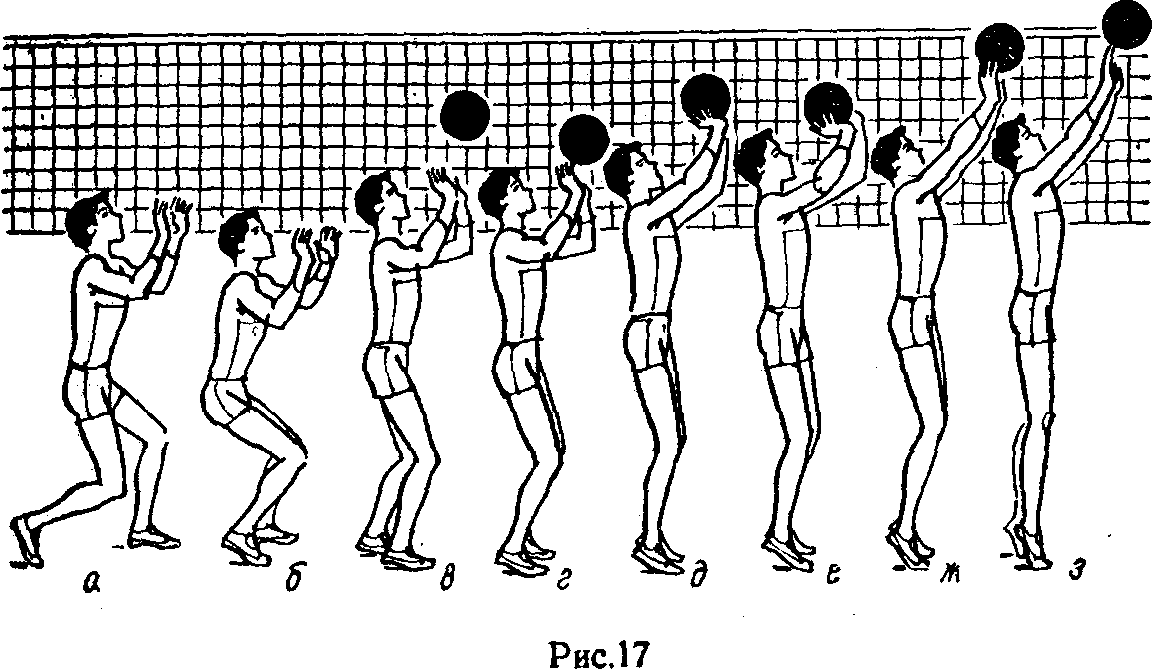 а б в г д е ж з
Рис.17